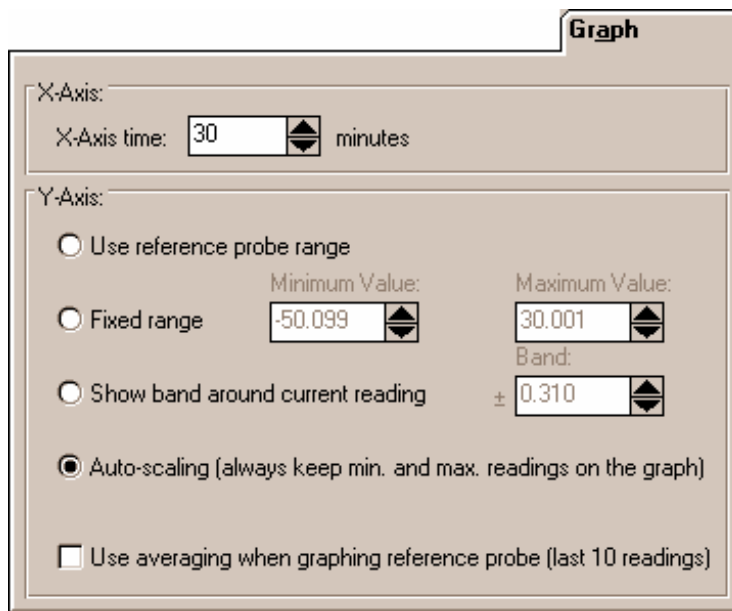 Graph
X-Axis:
X-Axis time: 30 minutes
Y-Axis:
Use reference probe range
Minimum Value: Maximum Value:
Fixed range -50.099 30.001
Band:
Show band around current reading ± 0.310
Auto-scaling (always keep min. and max. readings on the graph)
Use averaging when graphing reference probe (last 10 readings)